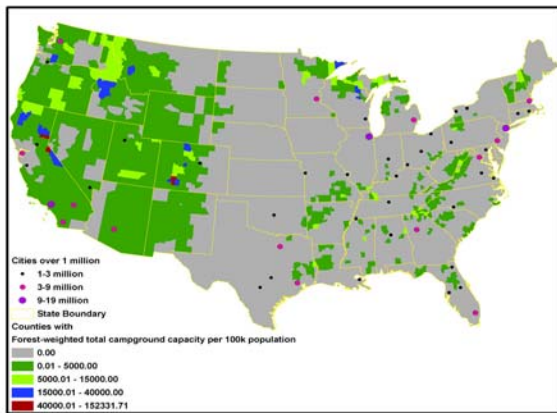 Cities over 1 million
1-3 million
3-9 million
9-19 million
State Boundary
Counties with
Forest-weighted total campground capacity per 100k population
0.00
0.01 - 5000.00
5000.01 - 15000.00
15000.01 - 40000.00
40000.01 - 152331.71